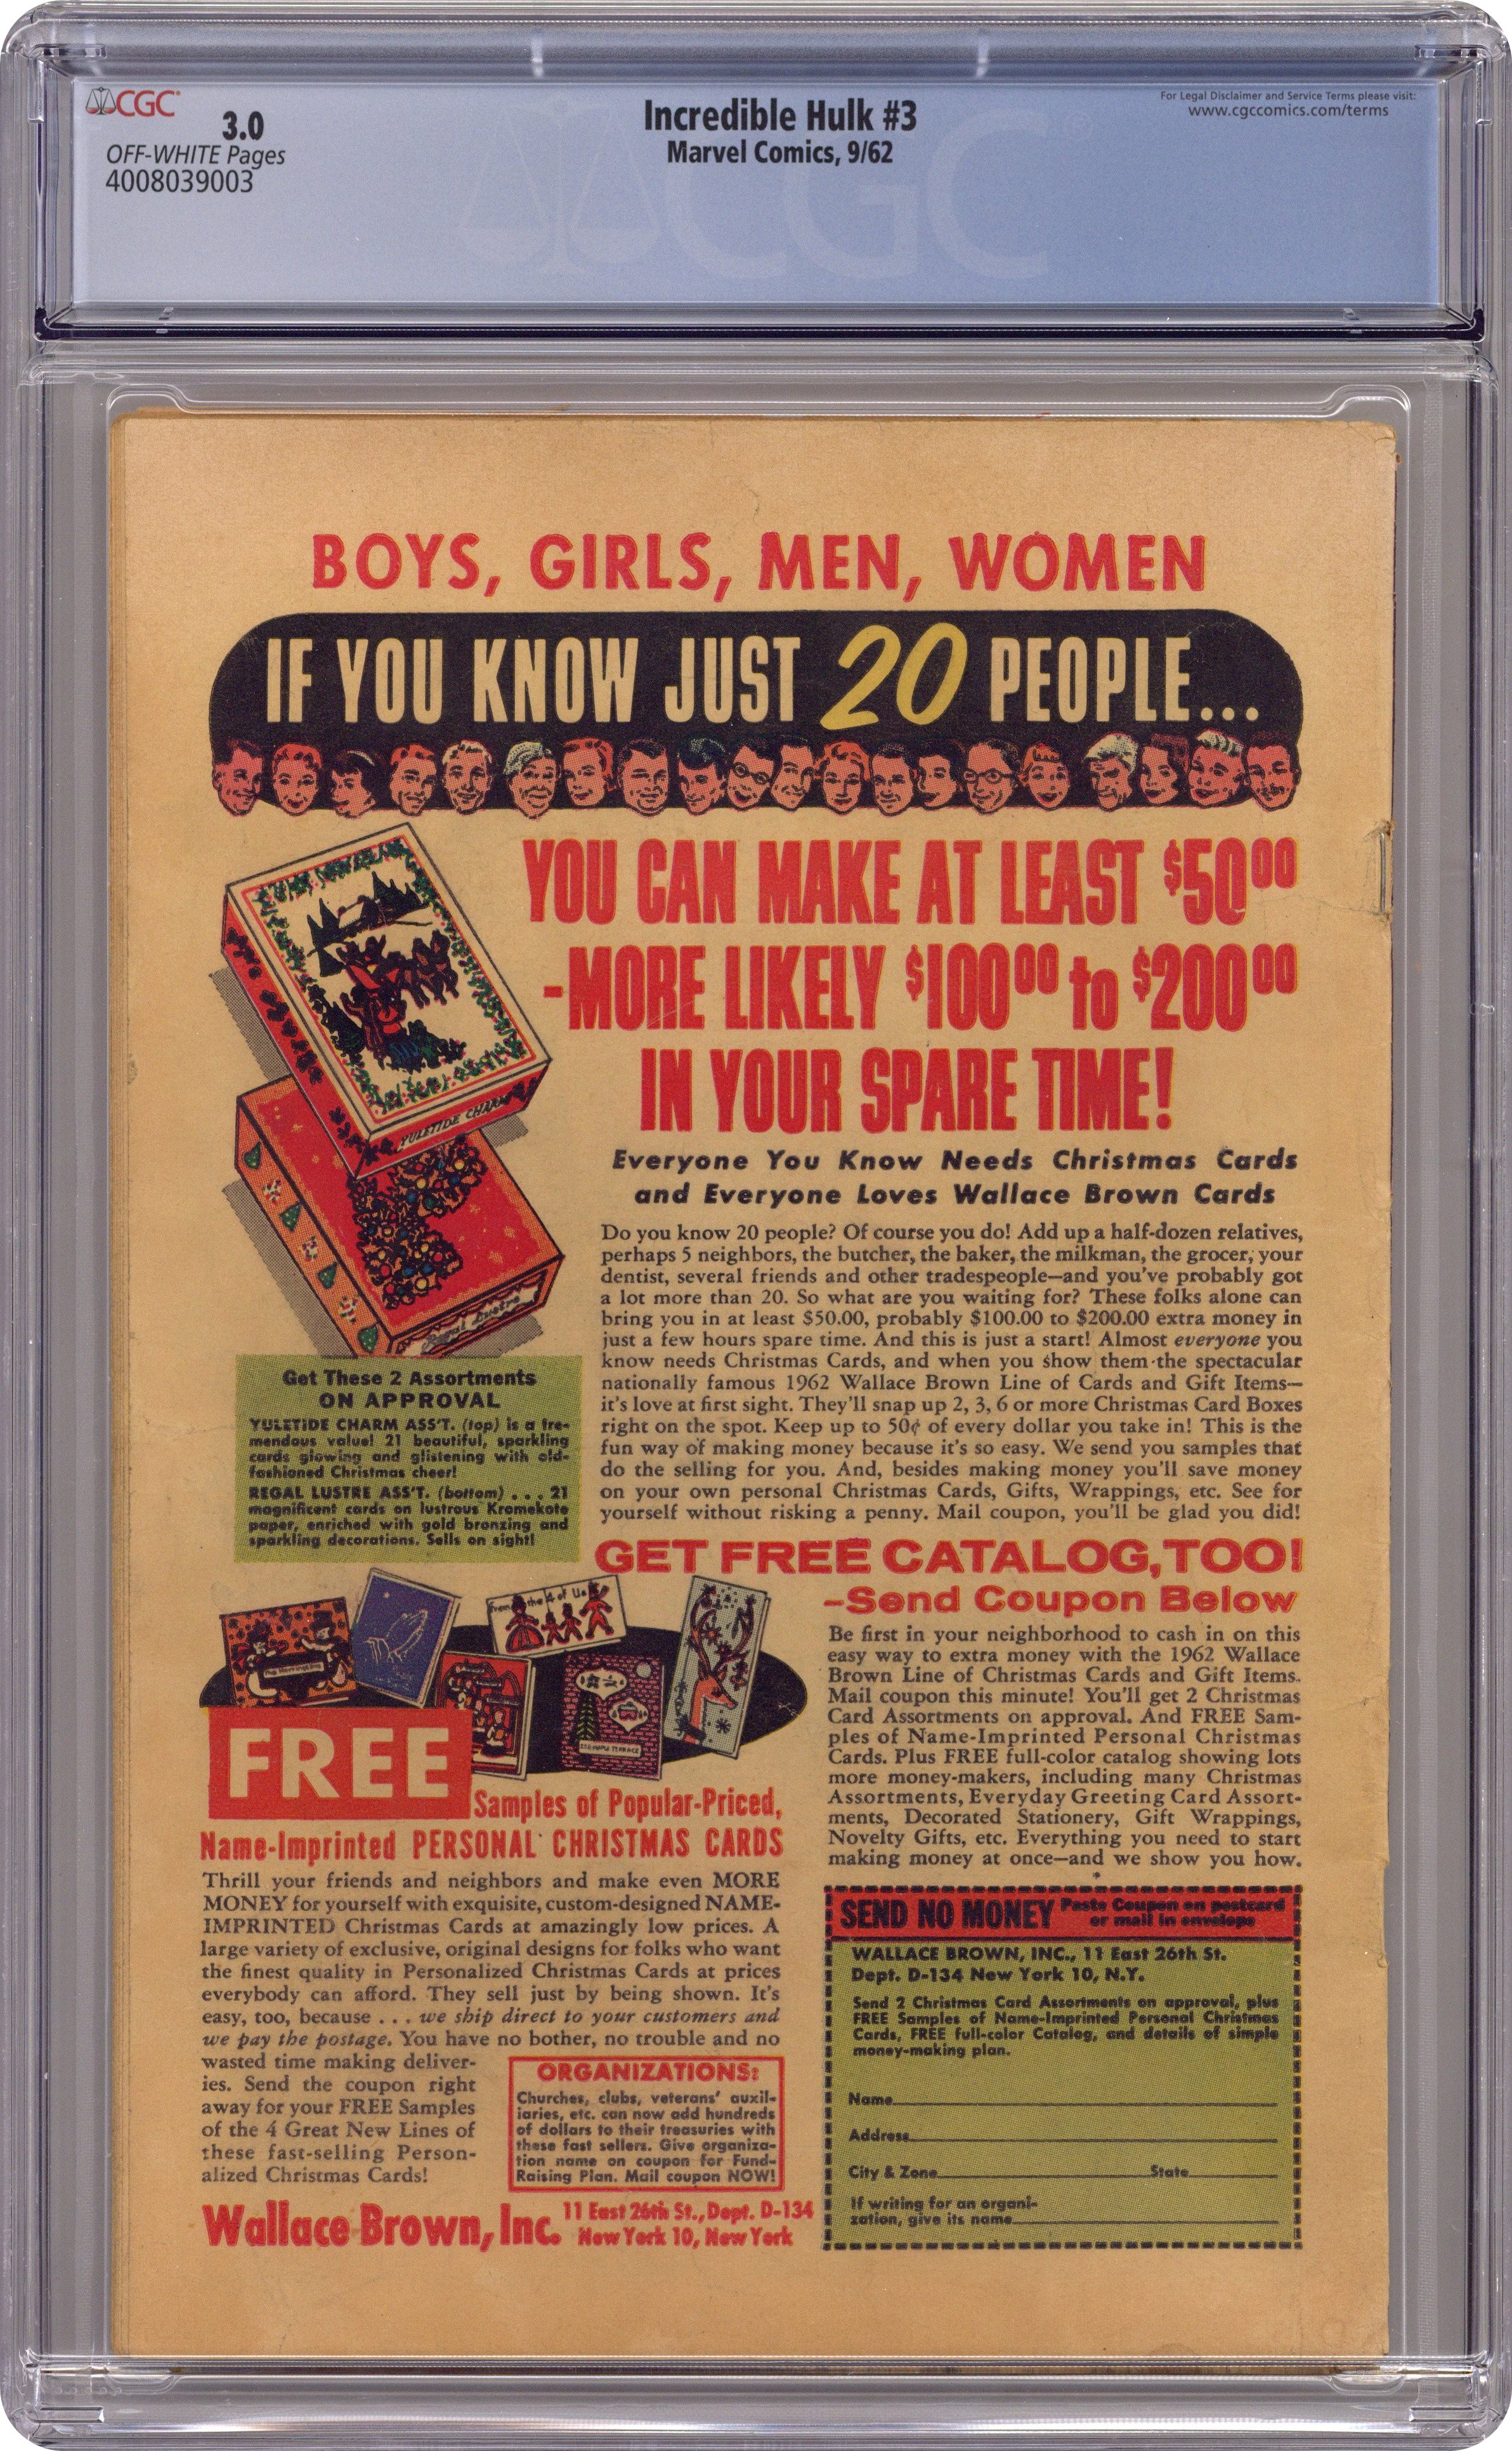 CGC
3.0
OFF-WHITE Pages
4008039003
Incredible Hulk #3
Marvel Comics, 9/62
For Legal Disclaimer and Service Terms please visit:
www.cgccomics.com/terms
CGC
BOYS, GIRLS, MEN, WOMEN
IF YOU KNOW JUST 20 PEOPLE...
YOU CAN MAKE AT LEAST $50⁰⁰
-MORE LIKELY $100⁰⁰ to $200⁰⁰
IN YOUR SPARE TIME!
YULETIDE CHARM
Regal Lustre
Everyone You Know Needs Christmas Cards
and Everyone Loves Wallace Brown Cards
Do you know 20 people? Of course you do! Add up a half-dozen relatives,
perhaps 5 neighbors, the butcher, the baker, the milkman, the grocer, your
dentist, several friends and other tradespeople—and you've probably got
a lot more than 20. So what are you waiting for? These folks alone can
bring you in at least $50.00, probably $100.00 to $200.00 extra money in
just a few hours spare time. And this is just a start! Almost everyone you
know needs Christmas Cards, and when you show them the spectacular
nationally famous 1962 Wallace Brown Line of Cards and Gift Items—
it's love at first sight. They'll snap up 2, 3, 6 or more Christmas Card Boxes
right on the spot. Keep up to 50¢ of every dollar you take in! This is the
fun way of making money because it's so easy. We send you samples that
do the selling for you. And, besides making money you'll save money
on your own personal Christmas Cards, Gifts, Wrappings, etc. See for
yourself without risking a penny. Mail coupon, you'll be glad you did!
Get These 2 Assortments
ON APPROVAL
YULETIDE CHARM ASS'T. (top) is a tre-
mendous value! 21 beautiful, sparkling
cards glowing and glistening with old-
fashioned Christmas cheer!
REGAL LUSTRE ASS'T. (bottom) . . . 21
magnificent cards on lustrous Kromekote
paper, enriched with gold bronzing and
sparkling decorations. Sells on sight!
GET FREE CATALOG, TOO!
–Send Coupon Below
Be first in your neighborhood to cash in on this
easy way to extra money with the 1962 Wallace
Brown Line of Christmas Cards and Gift Items.
Mail coupon this minute! You'll get 2 Christmas
Card Assortments on approval. And FREE Sam-
ples of Name-Imprinted Personal Christmas
Cards. Plus FREE full-color catalog showing lots
more money-makers, including many Christmas
Assortments, Everyday Greeting Card Assort-
ments, Decorated Stationery, Gift Wrappings,
Novelty Gifts, etc. Everything you need to start
making money at once—and we show you how.
From the 4 of Us
FREE
Samples of Popular-Priced,
Name-Imprinted PERSONAL CHRISTMAS CARDS
Thrill your friends and neighbors and make even MORE
MONEY for yourself with exquisite, custom-designed NAME-
IMPRINTED Christmas Cards at amazingly low prices. A
large variety of exclusive, original designs for folks who want
the finest quality in Personalized Christmas Cards at prices
everybody can afford. They sell just by being shown. It's
easy, too, because . . . we ship direct to your customers and
we pay the postage. You have no bother, no trouble and no
wasted time making deliver-
ies. Send the coupon right
away for your FREE Samples
of the 4 Great New Lines of
these fast-selling Person-
alized Christmas Cards!
ORGANIZATIONS:
Churches, clubs, veterans' auxil-
iaries, etc. can now add hundreds
of dollars to their treasuries with
these fast sellers. Give organiza-
tion name on coupon for Fund-
Raising Plan. Mail coupon NOW!
Wallace Brown, Inc. 11 East 26th St., Dept. D-134
New York 10, New York
SEND NO MONEY Paste Coupon on postcard
or mail in envelope
WALLACE BROWN, INC., 11 East 26th St.
Dept. D-134 New York 10, N.Y.
Send 2 Christmas Card Assortments on approval, plus
FREE Samples of Name-Imprinted Personal Christmas
Cards, FREE full-color Catalog, and details of simple
money-making plan.
Name
Address
City & Zone State
If writing for an organi-
zation, give its name